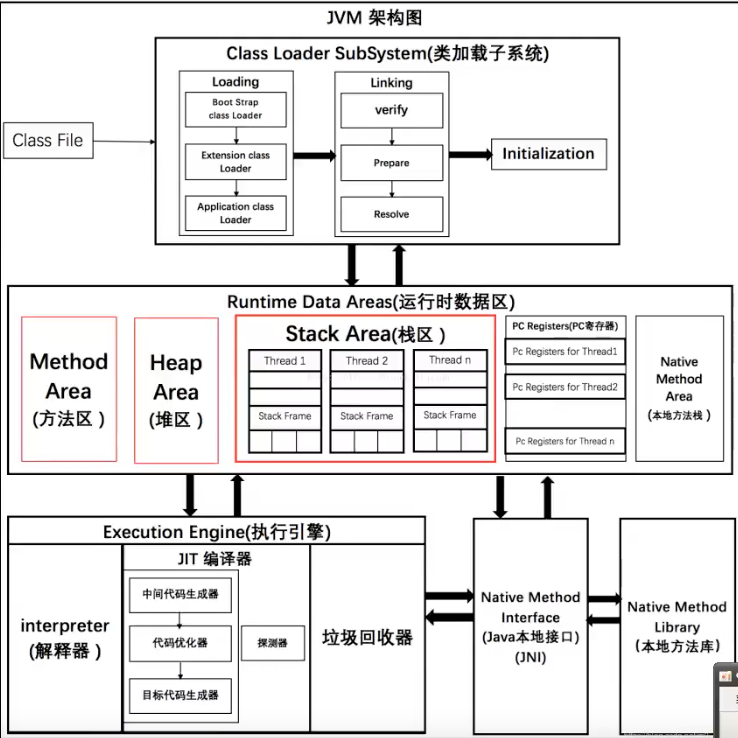 JVM 架构图
Class Loader SubSystem(类加载子系统)
Class File
Loading
Boot Strap
class Loader
Extension class
Loader
Application class
Loader
Linking
verify
Prepare
Resolve
Initialization
Runtime Data Areas(运行时数据区)
Method
Area
(方法区)
Heap
Area
(堆区)
Stack Area(栈区)
Thread 1
Stack Frame
Thread 2
Stack Frame
Thread n
Stack Frame
PC Registers(PC寄存器)
Pc Registers for Thread1
Pc Registers for Thread2
Pc Registers for Thread n
Native
Method
Area
(本地方法栈)
Execution Engine(执行引擎)
interpreter
(解释器)
JIT 编译器
中间代码生成器
代码优化器
目标代码生成器
探测器
垃圾回收器
Native Method
Interface
(Java本地接口)
(JNI)
Native Method
Library
(本地方法库)